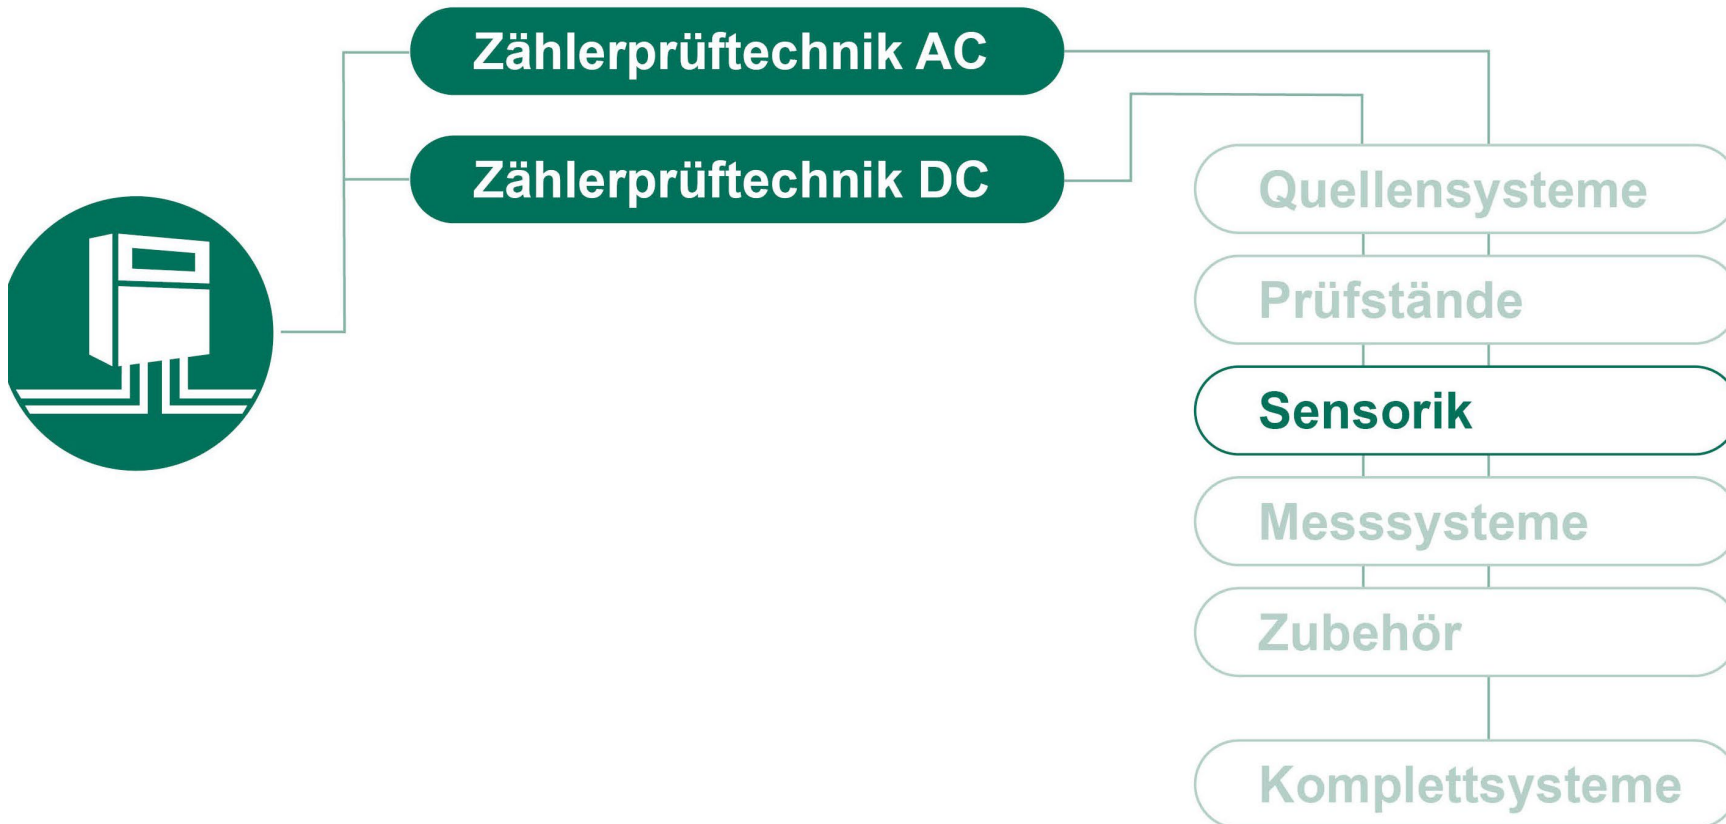 Zählerprüftechnik AC
Zählerprüftechnik DC
Quellensysteme
Prüfstände
Sensorik
Messsysteme
Zubehör
Komplettsysteme